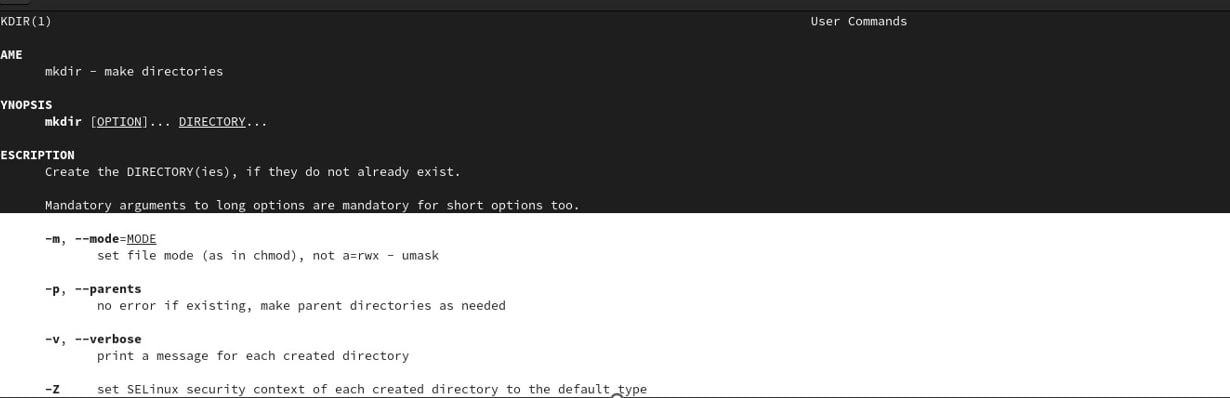 KDIR(1) User Commands
AME
mkdir - make directories
YNOPSIS
mkdir [OPTION]... DIRECTORY...
ESCRIPTION
Create the DIRECTORY(ies), if they do not already exist.
Mandatory arguments to long options are mandatory for short options too.
-m, --mode=MODE
set file mode (as in chmod), not a=rwx - umask
-p, --parents
no error if existing, make parent directories as needed
-v, --verbose
print a message for each created directory
-Z set SELinux security context of each created directory to the default type